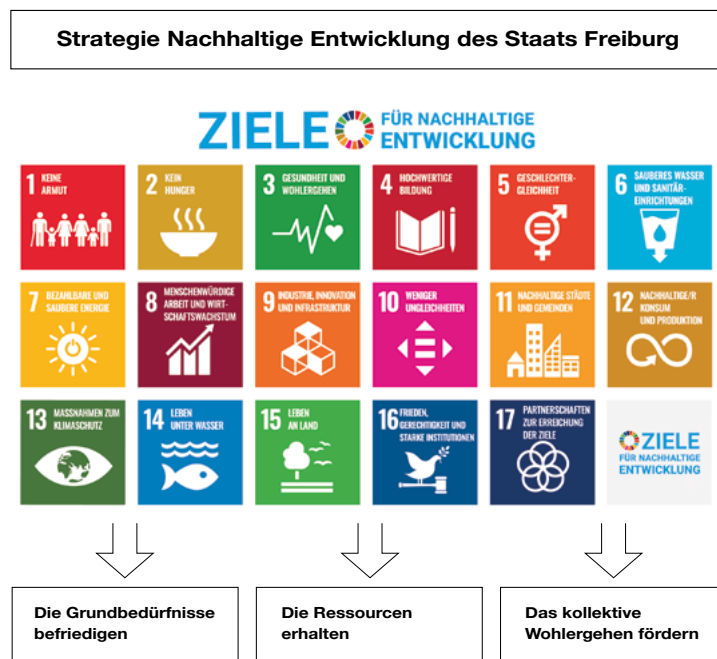 Strategie Nachhaltige Entwicklung des Staats Freiburg
ZIELE FÜR NACHHALTIGE
ENTWICKLUNG
1 KEINE
ARMUT
2 KEIN
HUNGER
3 GESUNDHEIT UND
WOHLERGEHEN
4 HOCHWERTIGE
BILDUNG
5 GESCHLECHTER-
GLEICHHEIT
6 SAUBERES WASSER
UND SANITÄR-
EINRICHTUNGEN
7 BEZAHLBARE UND
SAUBERE ENERGIE
8 MENSCHENWÜRDIGE
ARBEIT UND WIRT-
SCHAFTSWACHSTUM
9 INDUSTRIE, INNOVATION
UND INFRASTRUKTUR
10 WENIGER
UNGLEICHHEITEN
11 NACHHALTIGE STÄDTE
UND GEMEINDEN
12 NACHHALTIGE/R
KONSUM
UND PRODUKTION
13 MASSNAHMEN ZUM
KLIMASCHUTZ
14 LEBEN
UNTER WASSER
15 LEBEN
AN LAND
16 FRIEDEN,
GERECHTIGKEIT UND
STARKE INSTITUTIONEN
17 PARTNERSCHAFTEN
ZUR ERREICHUNG
DER ZIELE
ZIELE
FÜR NACHHALTIGE
ENTWICKLUNG
Die Grundbedürfnisse
befriedigen
Die Ressourcen
erhalten
Das kollektive
Wohlergehen fördern